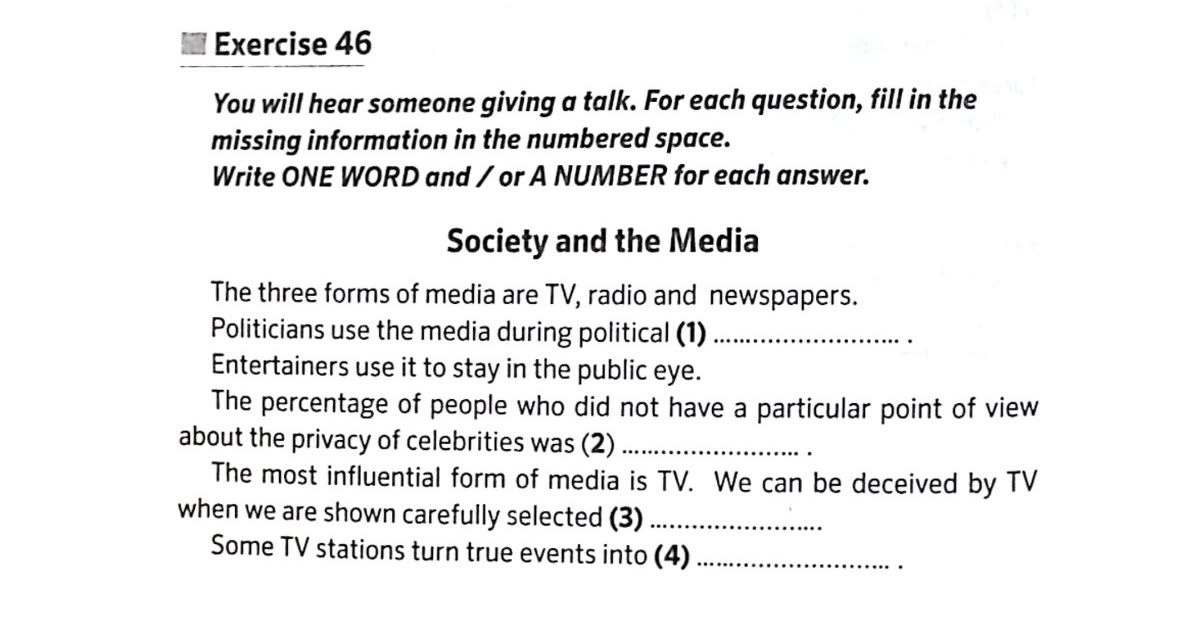 Exercise 46
You will hear someone giving a talk. For each question, fill in the
missing information in the numbered space.
Write ONE WORD and / or A NUMBER for each answer.
Society and the Media
The three forms of media are TV, radio and newspapers.
Politicians use the media during political (1) ............................ .
Entertainers use it to stay in the public eye.
The percentage of people who did not have a particular point of view
about the privacy of celebrities was (2) .......................... .
The most influential form of media is TV. We can be deceived by TV
when we are shown carefully selected (3) .........................
Some TV stations turn true events into (4) ............................ .